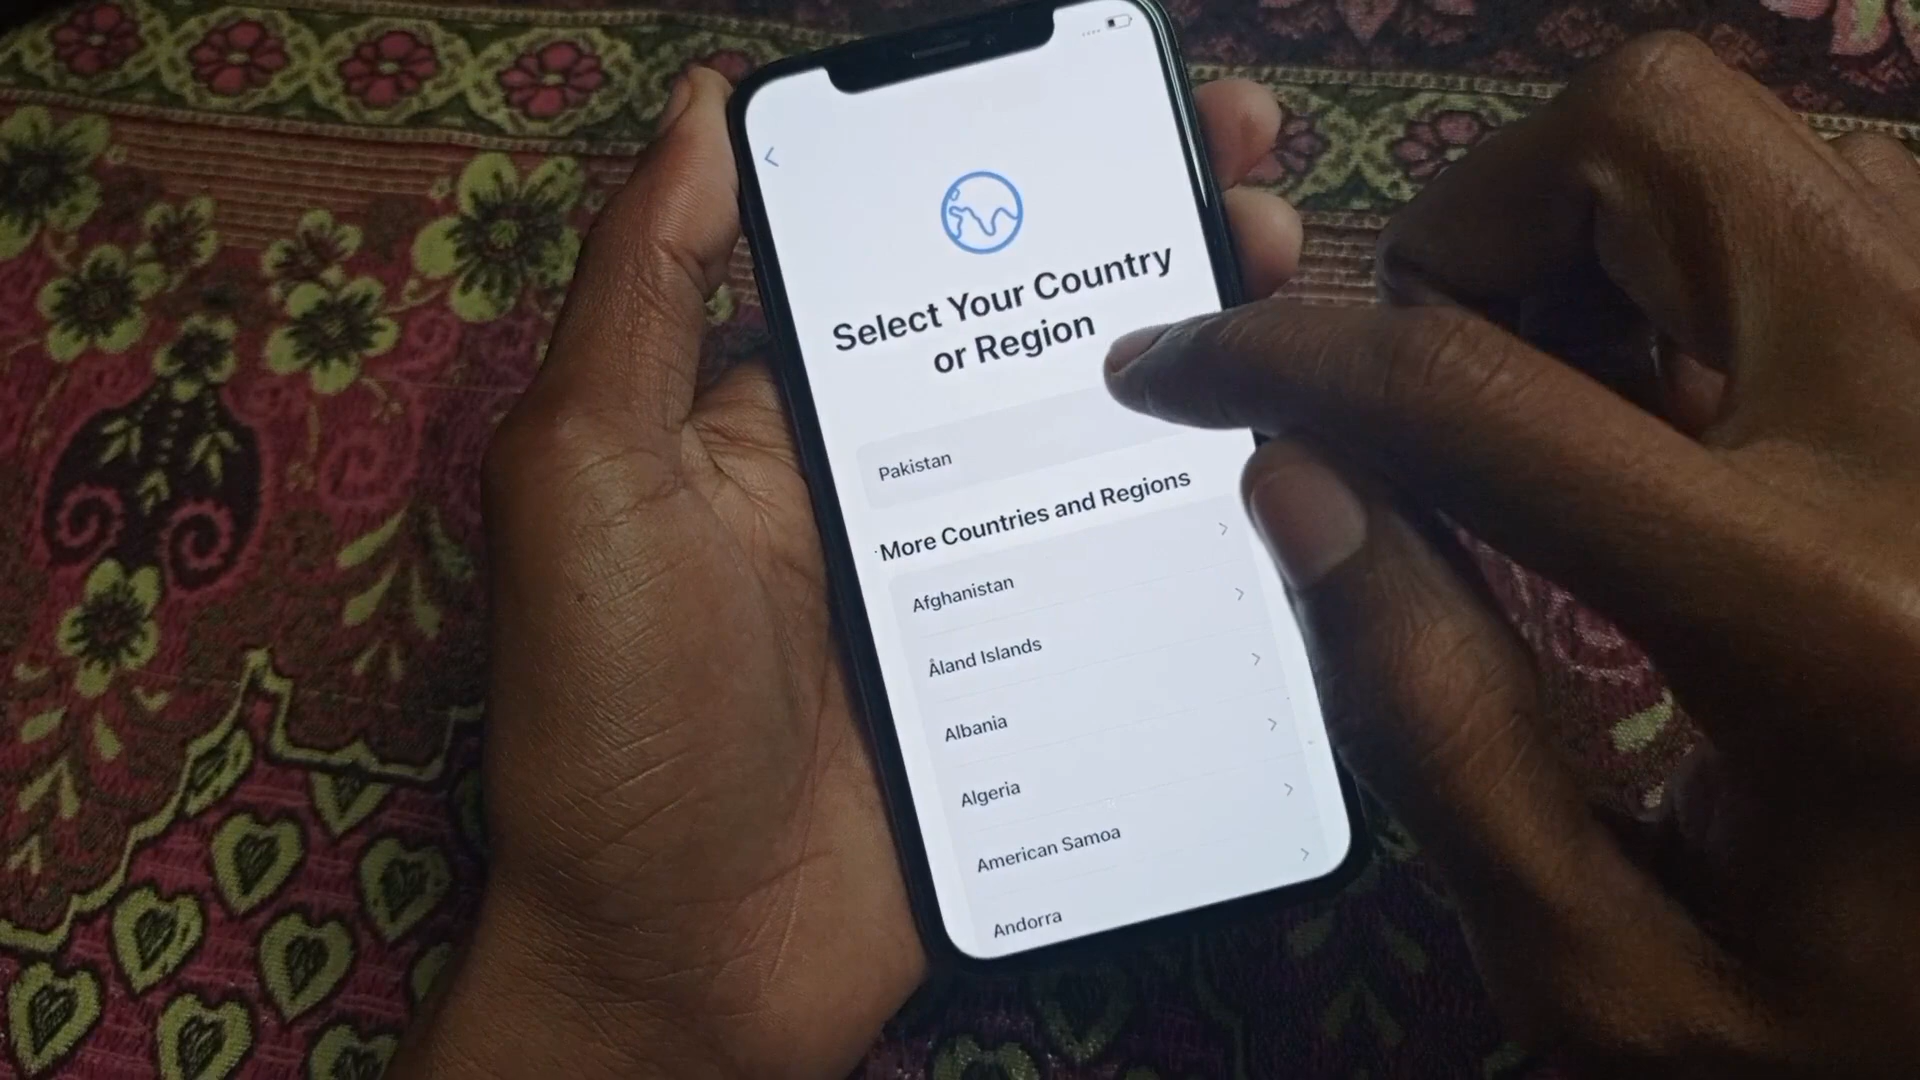 Select Your Country
or Region
Pakistan
More Countries and Regions
Afghanistan
Åland Islands
Albania
Algeria
American Samoa
Andorra